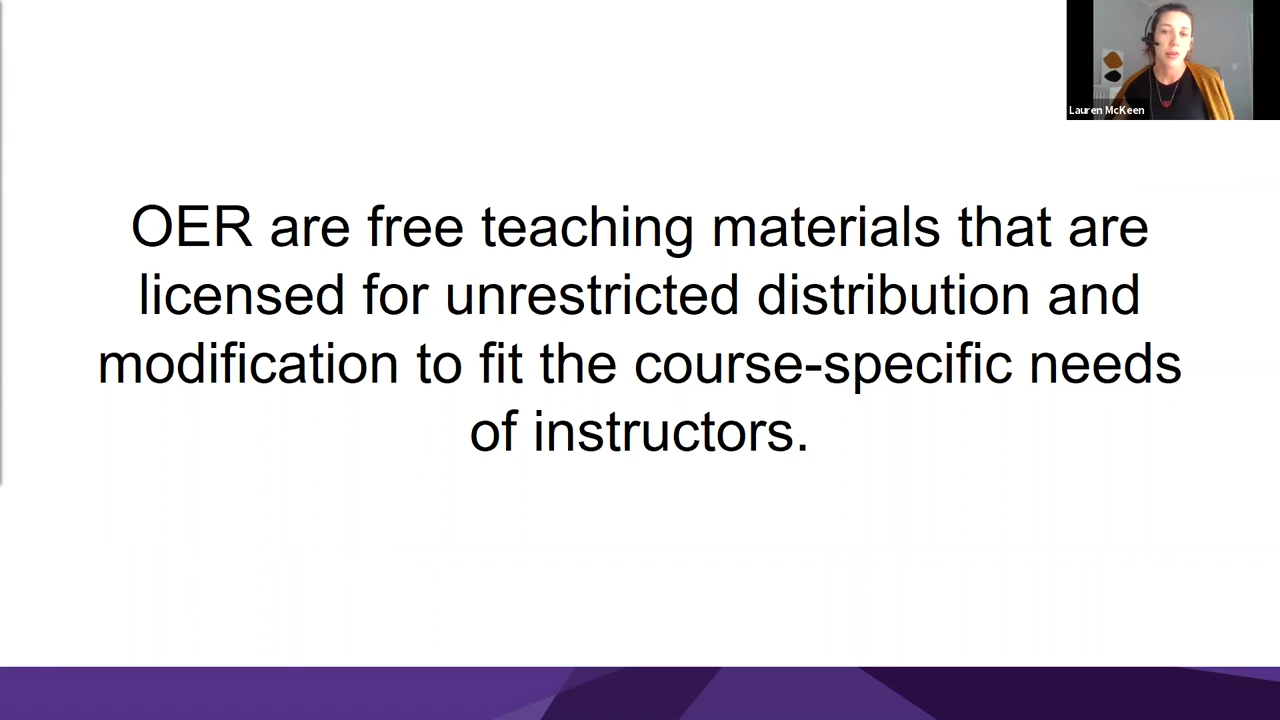 Lauren McKeen
OER are free teaching materials that are
licensed for unrestricted distribution and
modification to fit the course-specific needs
of instructors.